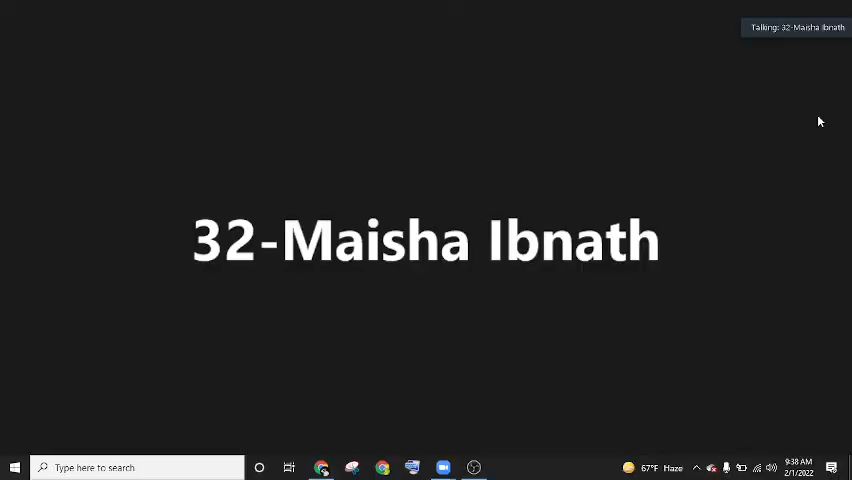 Talking: 32-Maisha Ibnath
32-Maisha Ibnath
Type here to search
67°F Haze
9:38 AM
2/1/2022